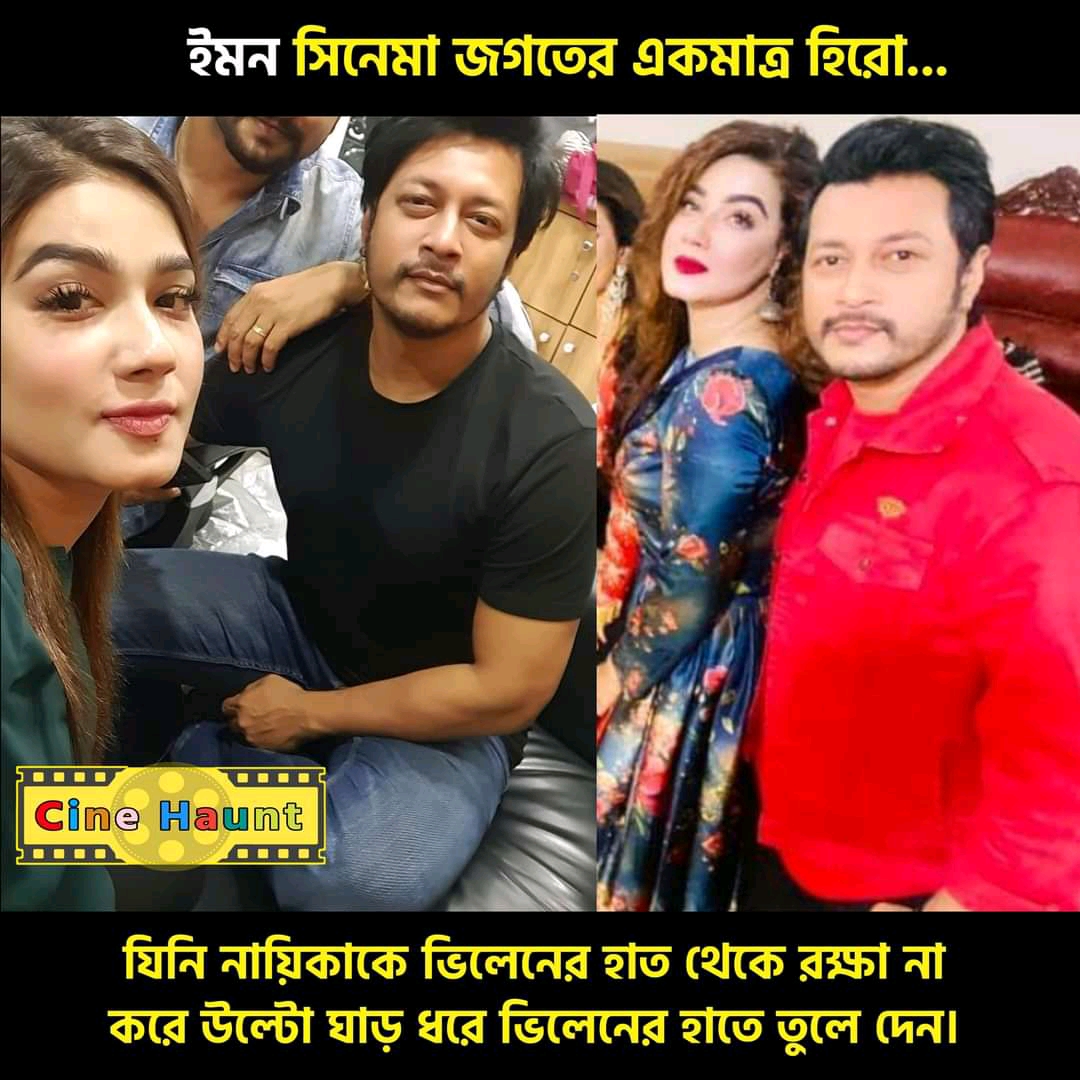 ইমন সিনেমা জগতের একমাত্র হিরো...
Cine Haunt
যিনি নায়িকাকে ভিলেনের হাত থেকে রক্ষা না
করে উল্টো ঘাড় ধরে ভিলেনের হাতে তুলে দেন।